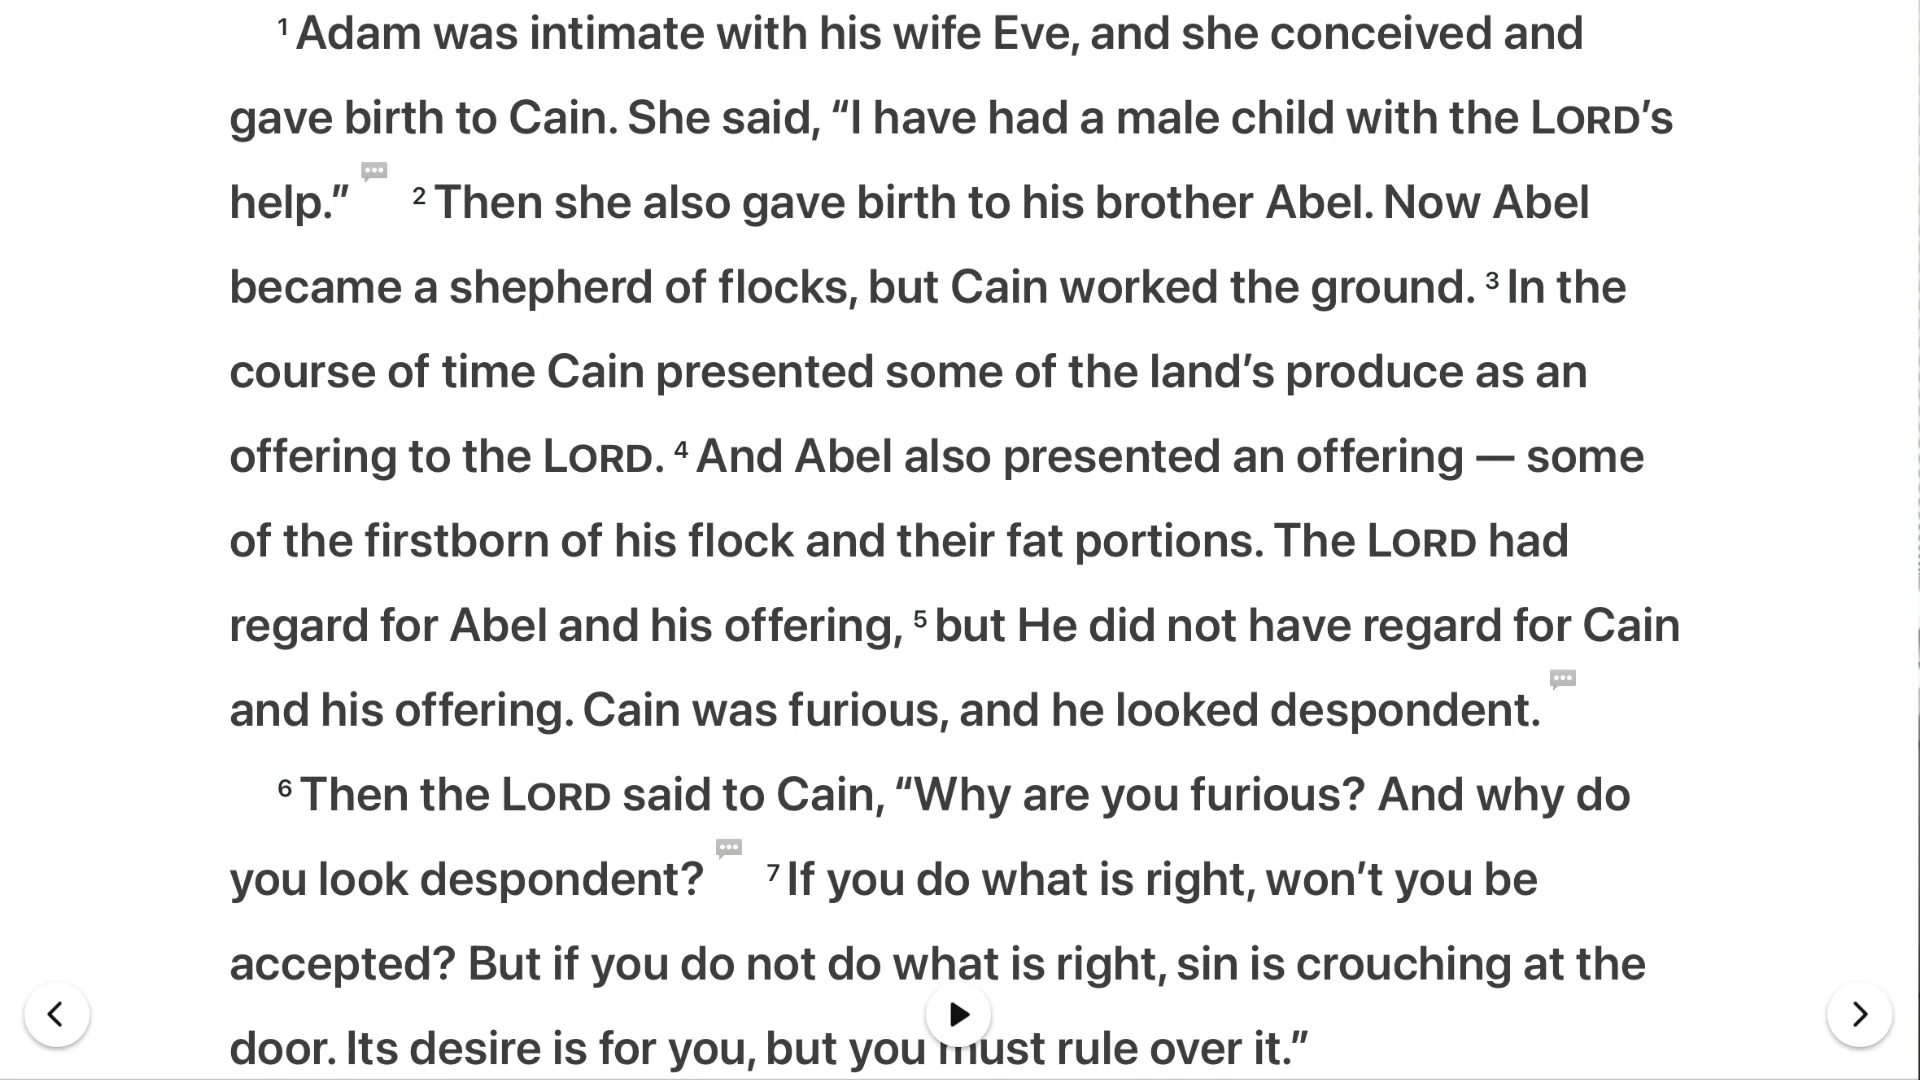 1 Adam was intimate with his wife Eve, and she conceived and
gave birth to Cain. She said, “I have had a male child with the LORD’s
help.” 2 Then she also gave birth to his brother Abel. Now Abel
became a shepherd of flocks, but Cain worked the ground. 3 In the
course of time Cain presented some of the land’s produce as an
offering to the LORD. 4 And Abel also presented an offering — some
of the firstborn of his flock and their fat portions. The LORD had
regard for Abel and his offering, 5 but He did not have regard for Cain
and his offering. Cain was furious, and he looked despondent.
6 Then the LORD said to Cain, “Why are you furious? And why do
you look despondent? 7 If you do what is right, won’t you be
accepted? But if you do not do what is right, sin is crouching at the
door. Its desire is for you, but you must rule over it.”